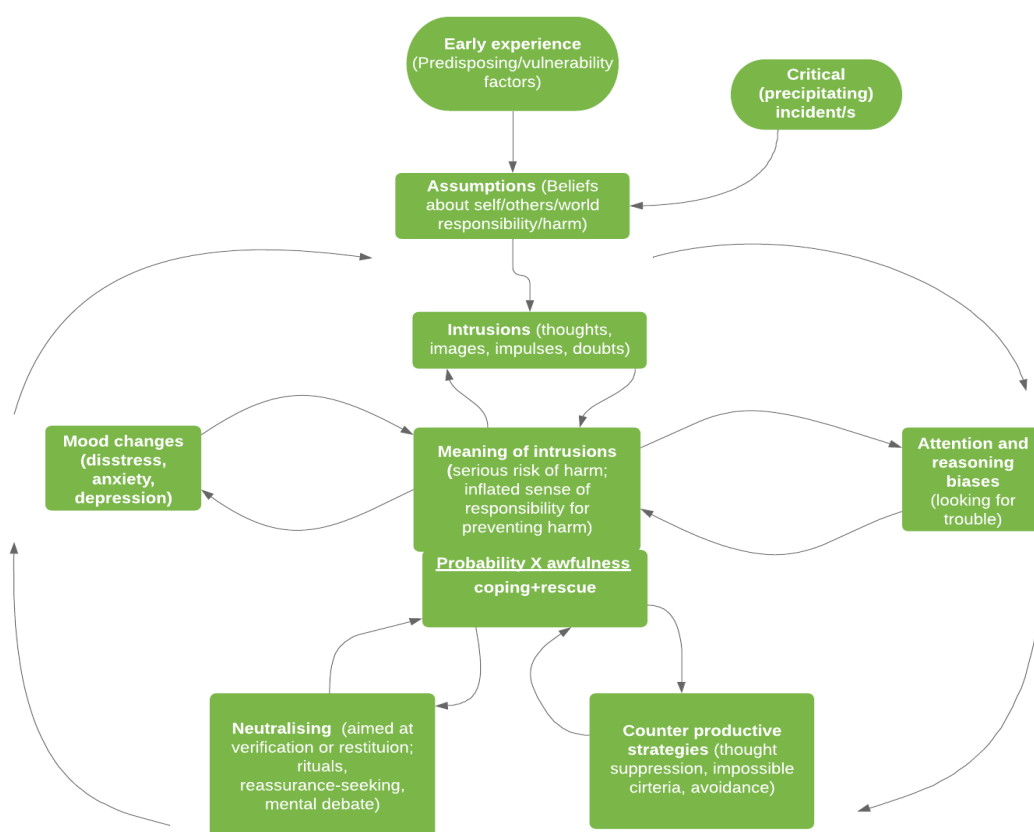 Early experience
(Predisposing/vulnerability
factors)
Critical
(precipitating)
incident/s
Assumptions (Beliefs
about self/others/world
responsibility/harm)
Intrusions (thoughts,
images, impulses, doubts)
Mood changes
(disstress,
anxiety,
depression)
Meaning of intrusions
(serious risk of harm;
inflated sense of
responsibility for
preventing harm)
Attention and
reasoning
biases
(looking for
trouble)
Probability X awfulness
coping+rescue
Neutralising (aimed at
verification or restituion;
rituals,
reassurance-seeking,
mental debate)
Counter productive
strategies (thought
suppression, impossible
cirteria, avoidance)